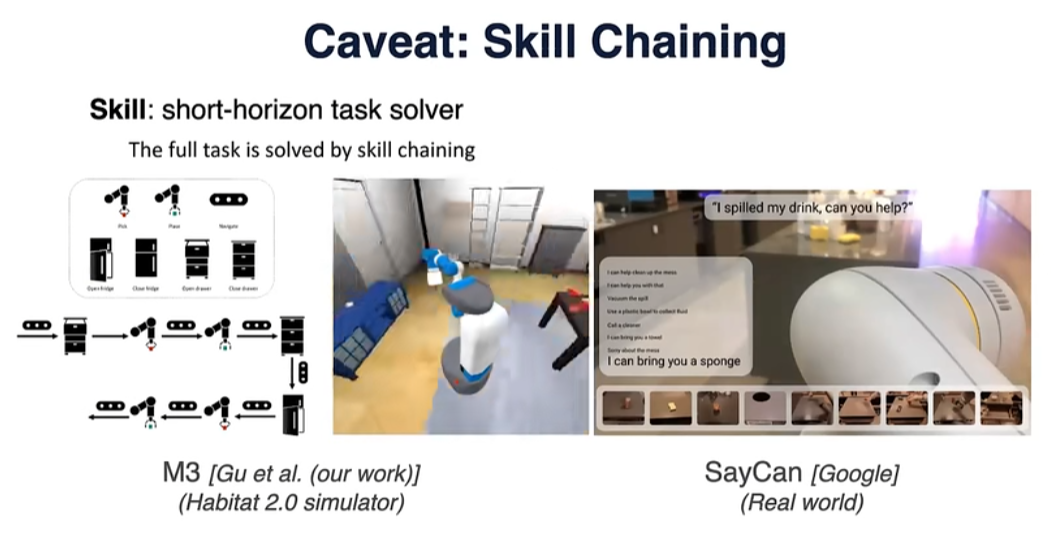 Caveat: Skill Chaining
Skill: short-horizon task solver
The full task is solved by skill chaining
Pick
Place
Navigate
Open fridge
Close fridge
Open drawer
Close drawer
"I spilled my drink, can you help?"
I can help clean up the mess
I can help you with that
Vacuum the spill
Use a plastic bowl to collect fluid
Call a cleaner
I can bring you a towel
Sorry about the mess
I can bring you a sponge
M3 [Gu et al. (our work)]
(Habitat 2.0 simulator)
SayCan [Google]
(Real world)